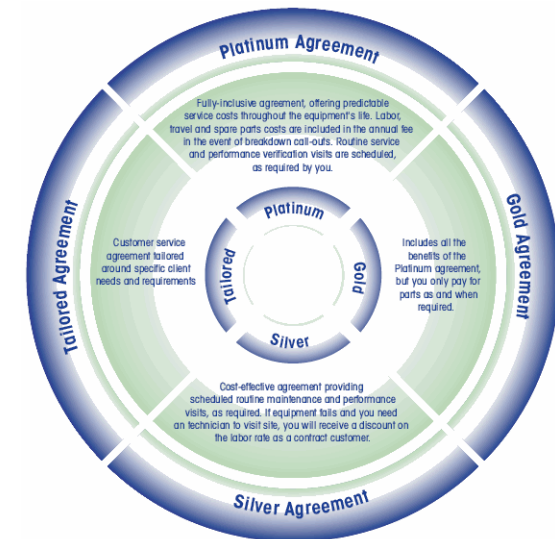 Platinum Agreement
Fully-inclusive agreement, offering predictable
service costs throughout the equipment's life. Labor,
travel and spare parts costs are included in the annual fee
in the event of breakdown call-outs. Routine service
and performance verification visits are scheduled,
as required by you.
Tailored Agreement
Customer service
agreement tailored
around specific client
needs and requirements
Platinum
Tailored
Gold
Silver
Includes all the
benefits of the
Platinum agreement,
but you only pay for
parts as and when
required.
Gold Agreement
Cost-effective agreement providing
scheduled routine maintenance and performance
visits, as required. If equipment fails and you need
an technician to visit site, you will receive a discount on
the labor rate as a contract customer.
Silver Agreement